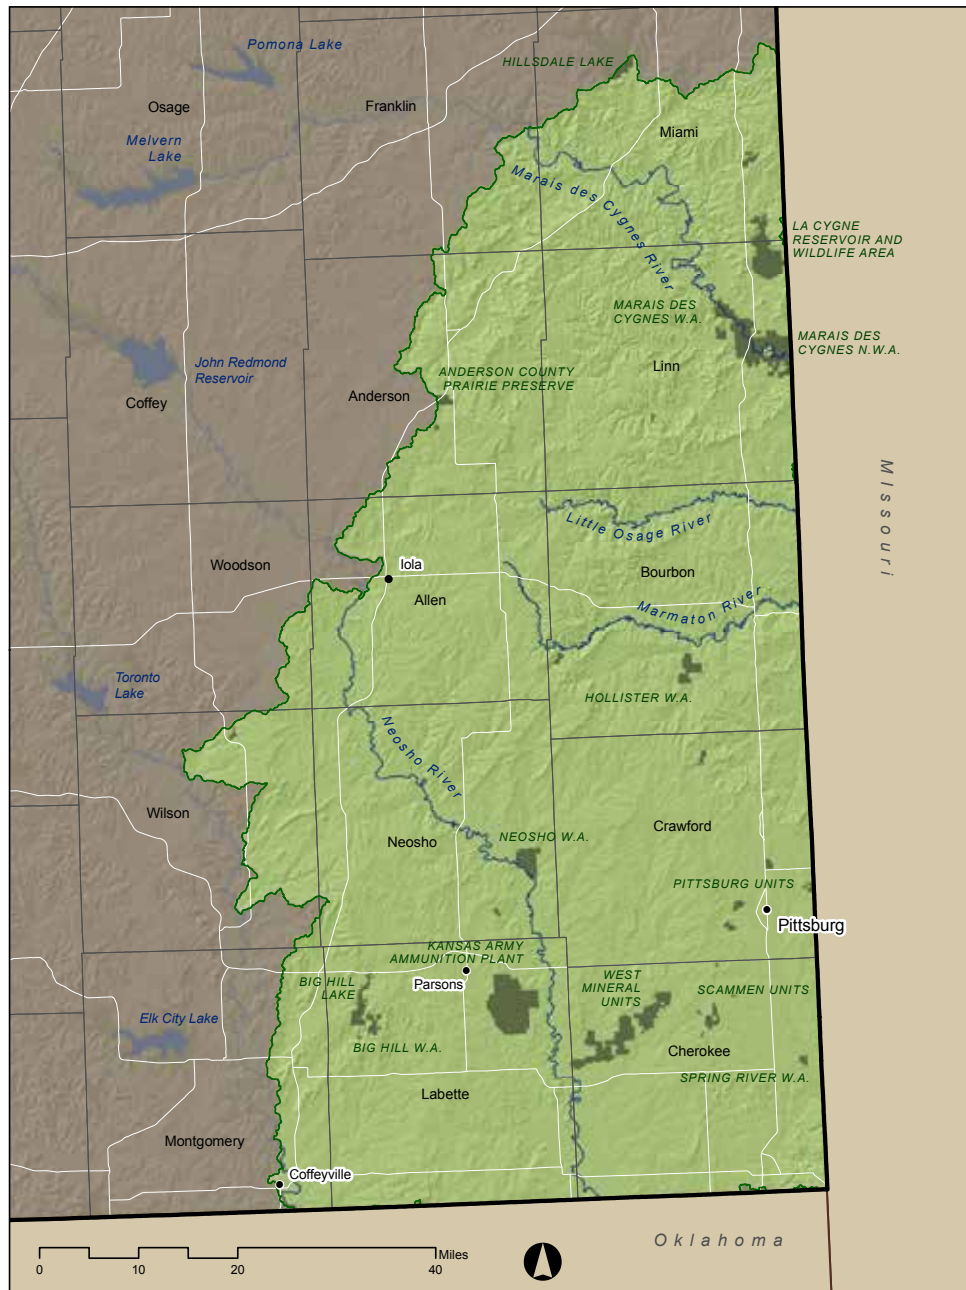 Pomona Lake
HILLSDALE LAKE
Osage
Franklin
Miami
Melvern
Lake
Marais des Cygnes River
LA CYGNE
RESERVOIR AND
WILDLIFE AREA
MARAIS DES
CYGNES W.A.
MARAIS DES
CYGNES N.W.A.
John Redmond
Reservoir
Linn
ANDERSON COUNTY
PRAIRIE PRESERVE
Anderson
Coffey
MIssouri
Little Osage River
Woodson
Iola
Bourbon
Allen
Marmaton River
Toronto
Lake
HOLLISTER W.A.
Neosho River
Wilson
Crawford
Neosho
NEOSHO W.A.
PITTSBURG UNITS
Pittsburg
KANSAS ARMY
AMMUNITION PLANT
BIG HILL
LAKE
Parsons
WEST
MINERAL
UNITS
SCAMMEN UNITS
Elk City Lake
BIG HILL W.A.
Cherokee
SPRING RIVER W.A.
Labette
Montgomery
Coffeyville
Oklahoma
Miles
0 10 20 40